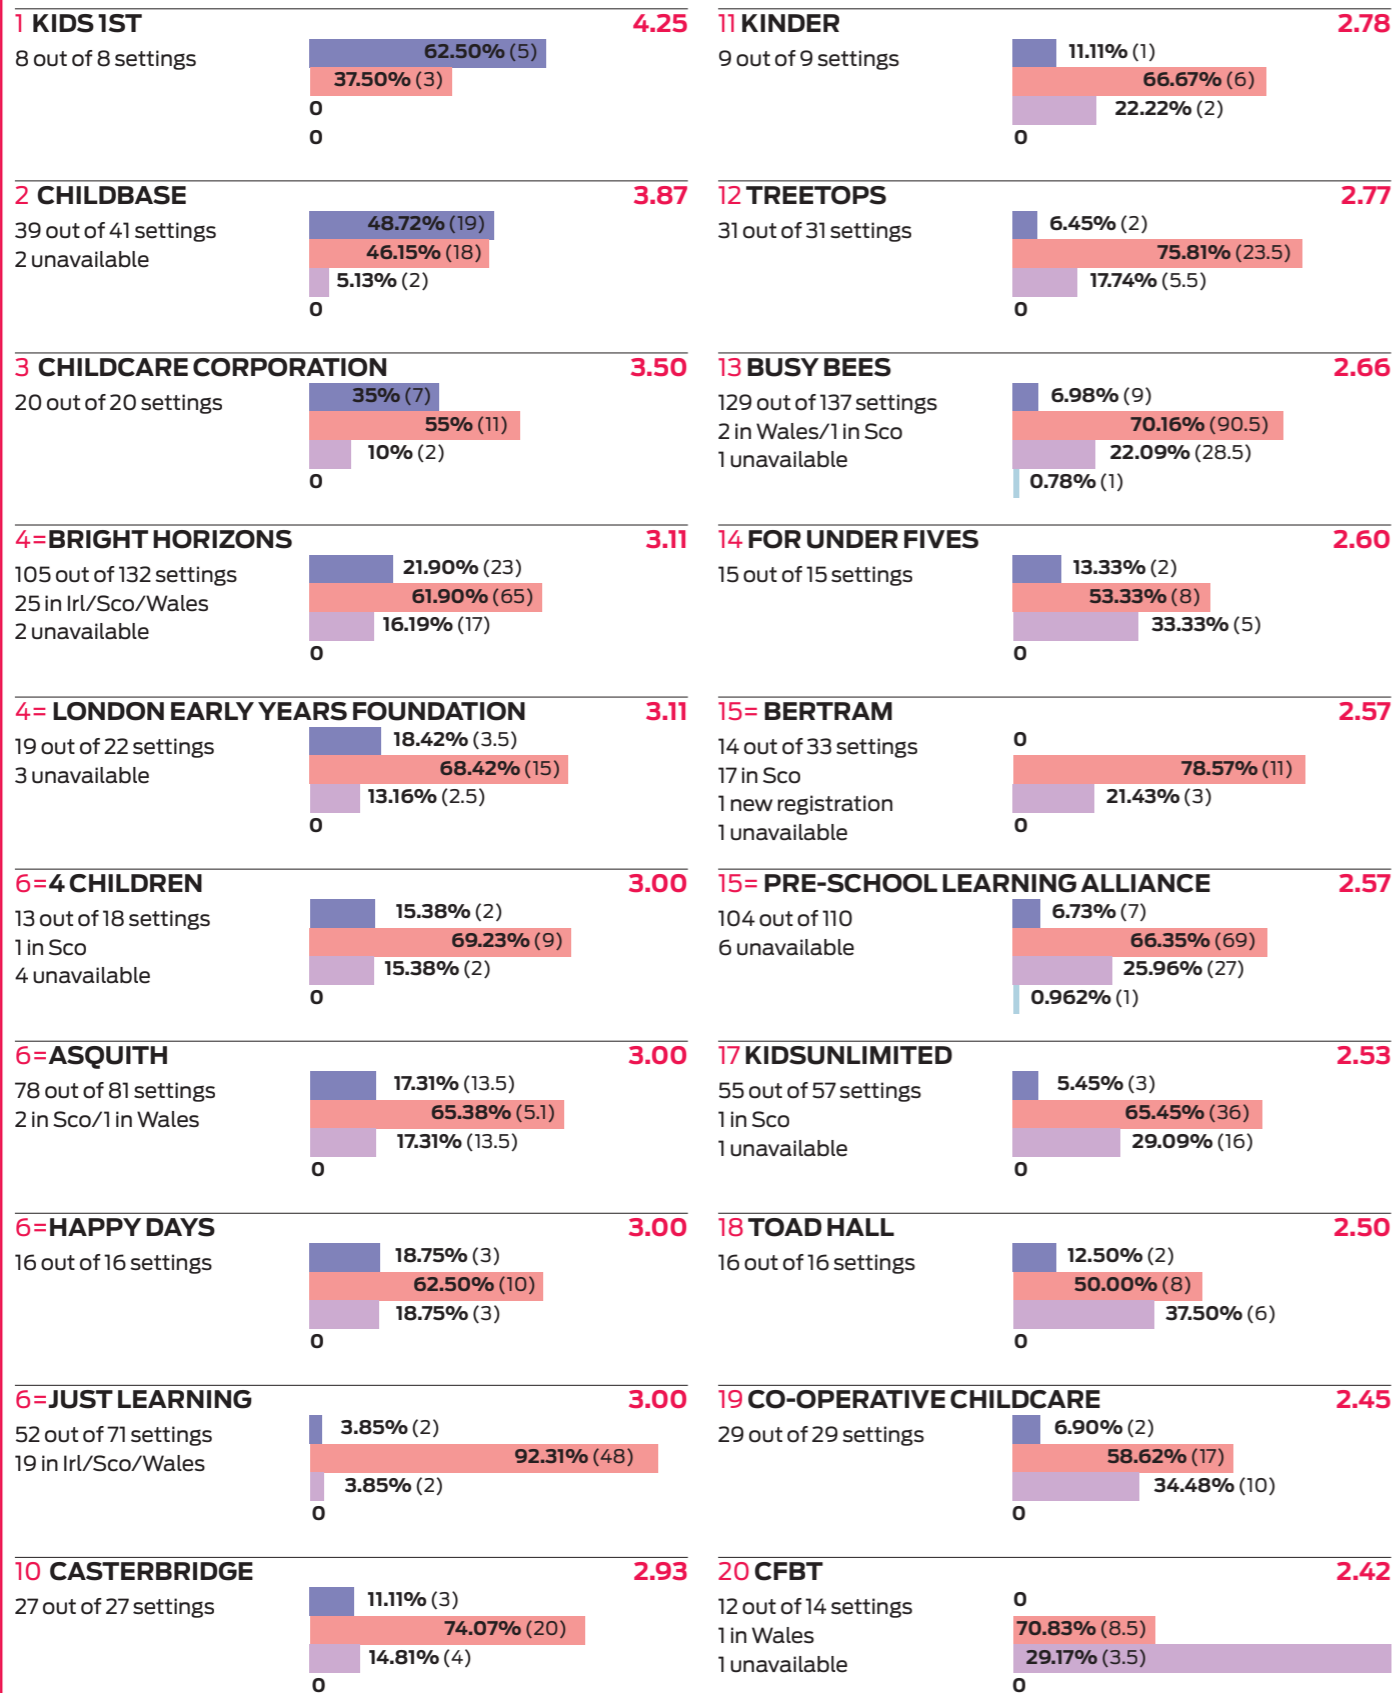 1 KIDS 1ST 4.25
8 out of 8 settings
62.50% (5)
37.50% (3)
0
0
2 CHILDBASE 3.87
39 out of 41 settings
2 unavailable
48.72% (19)
46.15% (18)
5.13% (2)
0
3 CHILDCARE CORPORATION 3.50
20 out of 20 settings
35% (7)
55% (11)
10% (2)
0
4=BRIGHT HORIZONS 3.11
105 out of 132 settings
25 in Irl/Sco/Wales
2 unavailable
21.90% (23)
61.90% (65)
16.19% (17)
0
4= LONDON EARLY YEARS FOUNDATION 3.11
19 out of 22 settings
3 unavailable
18.42% (3.5)
68.42% (15)
13.16% (2.5)
0
6=4 CHILDREN 3.00
13 out of 18 settings
1 in Sco
4 unavailable
15.38% (2)
69.23% (9)
15.38% (2)
0
6=ASQUITH 3.00
78 out of 81 settings
2 in Sco/1 in Wales
17.31% (13.5)
65.38% (5.1)
17.31% (13.5)
0
6=HAPPY DAYS 3.00
16 out of 16 settings
18.75% (3)
62.50% (10)
18.75% (3)
0
6=JUST LEARNING 3.00
52 out of 71 settings
19 in Irl/Sco/Wales
3.85% (2)
92.31% (48)
3.85% (2)
0
10 CASTERBRIDGE 2.93
27 out of 27 settings
11.11% (3)
74.07% (20)
14.81% (4)
0
11 KINDER 2.78
9 out of 9 settings
11.11% (1)
66.67% (6)
22.22% (2)
0
12 TREETOPS 2.77
31 out of 31 settings
6.45% (2)
75.81% (23.5)
17.74% (5.5)
0
13 BUSY BEES 2.66
129 out of 137 settings
2 in Wales/1 in Sco
1 unavailable
6.98% (9)
70.16% (90.5)
22.09% (28.5)
0.78% (1)
14 FOR UNDER FIVES 2.60
15 out of 15 settings
13.33% (2)
53.33% (8)
33.33% (5)
0
15= BERTRAM 2.57
14 out of 33 settings
17 in Sco
1 new registration
1 unavailable
0
78.57% (11)
21.43% (3)
0
15= PRE-SCHOOL LEARNING ALLIANCE 2.57
104 out of 110
6 unavailable
6.73% (7)
66.35% (69)
25.96% (27)
0.962% (1)
17 KIDSUNLIMITED 2.53
55 out of 57 settings
1 in Sco
1 unavailable
5.45% (3)
65.45% (36)
29.09% (16)
0
18 TOAD HALL 2.50
16 out of 16 settings
12.50% (2)
50.00% (8)
37.50% (6)
0
19 CO-OPERATIVE CHILDCARE 2.45
29 out of 29 settings
6.90% (2)
58.62% (17)
34.48% (10)
0
20 CFBT 2.42
12 out of 14 settings
1 in Wales
1 unavailable
0
70.83% (8.5)
29.17% (3.5)
0